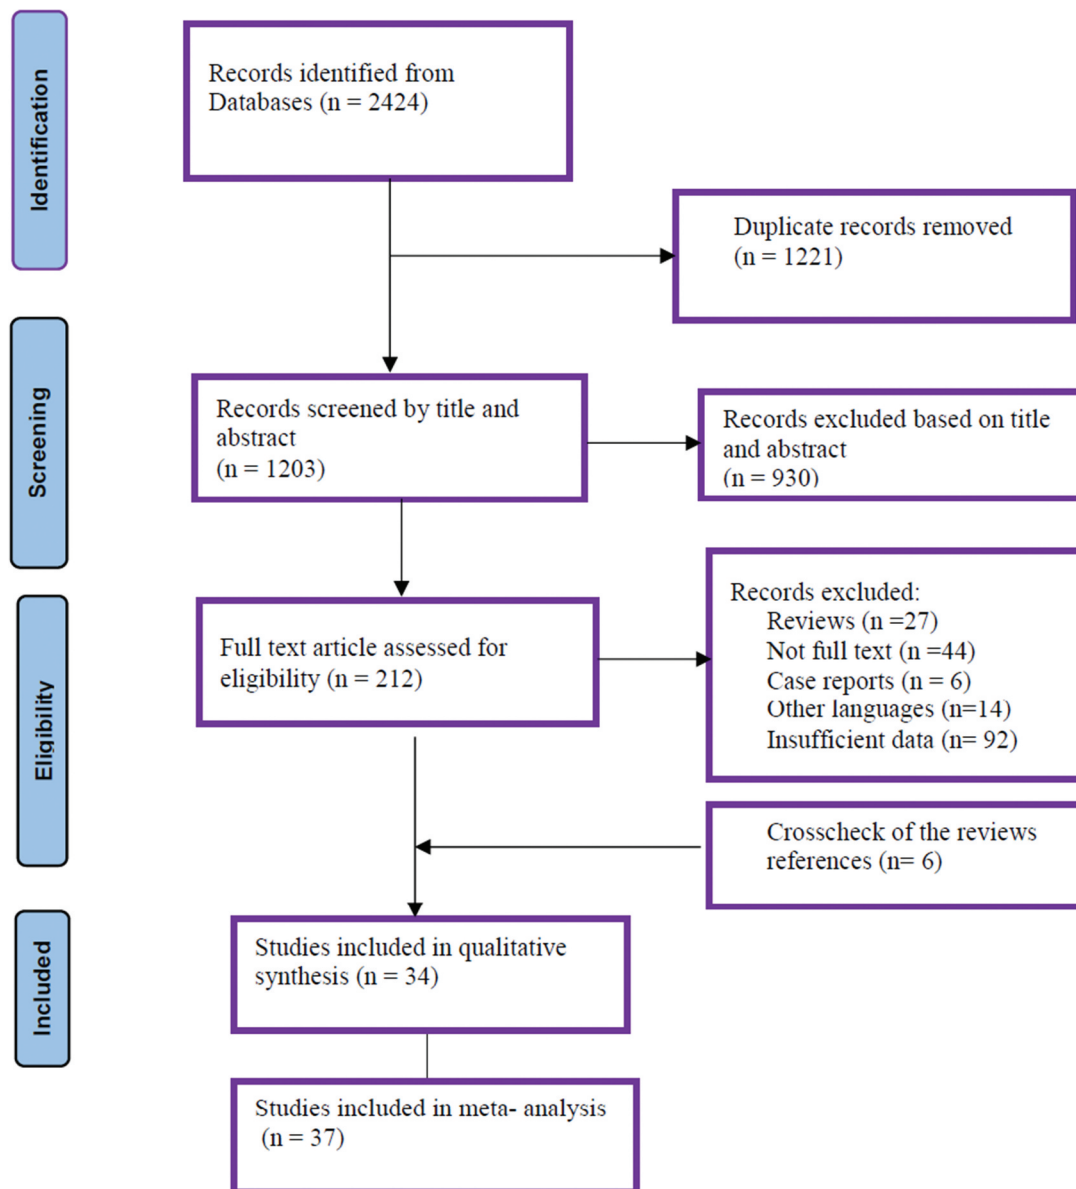 Identification
Records identified from
Databases (n = 2424)
Duplicate records removed
(n = 1221)
Screening
Records screened by title and
abstract
(n = 1203)
Records excluded based on title
and abstract
(n = 930)
Eligibility
Full text article assessed for
eligibility (n = 212)
Records excluded:
Reviews (n =27)
Not full text (n =44)
Case reports (n = 6)
Other languages (n=14)
Insufficient data (n= 92)
Crosscheck of the reviews
references (n= 6)
Included
Studies included in qualitative
synthesis (n = 34)
Studies included in meta- analysis
(n = 37)